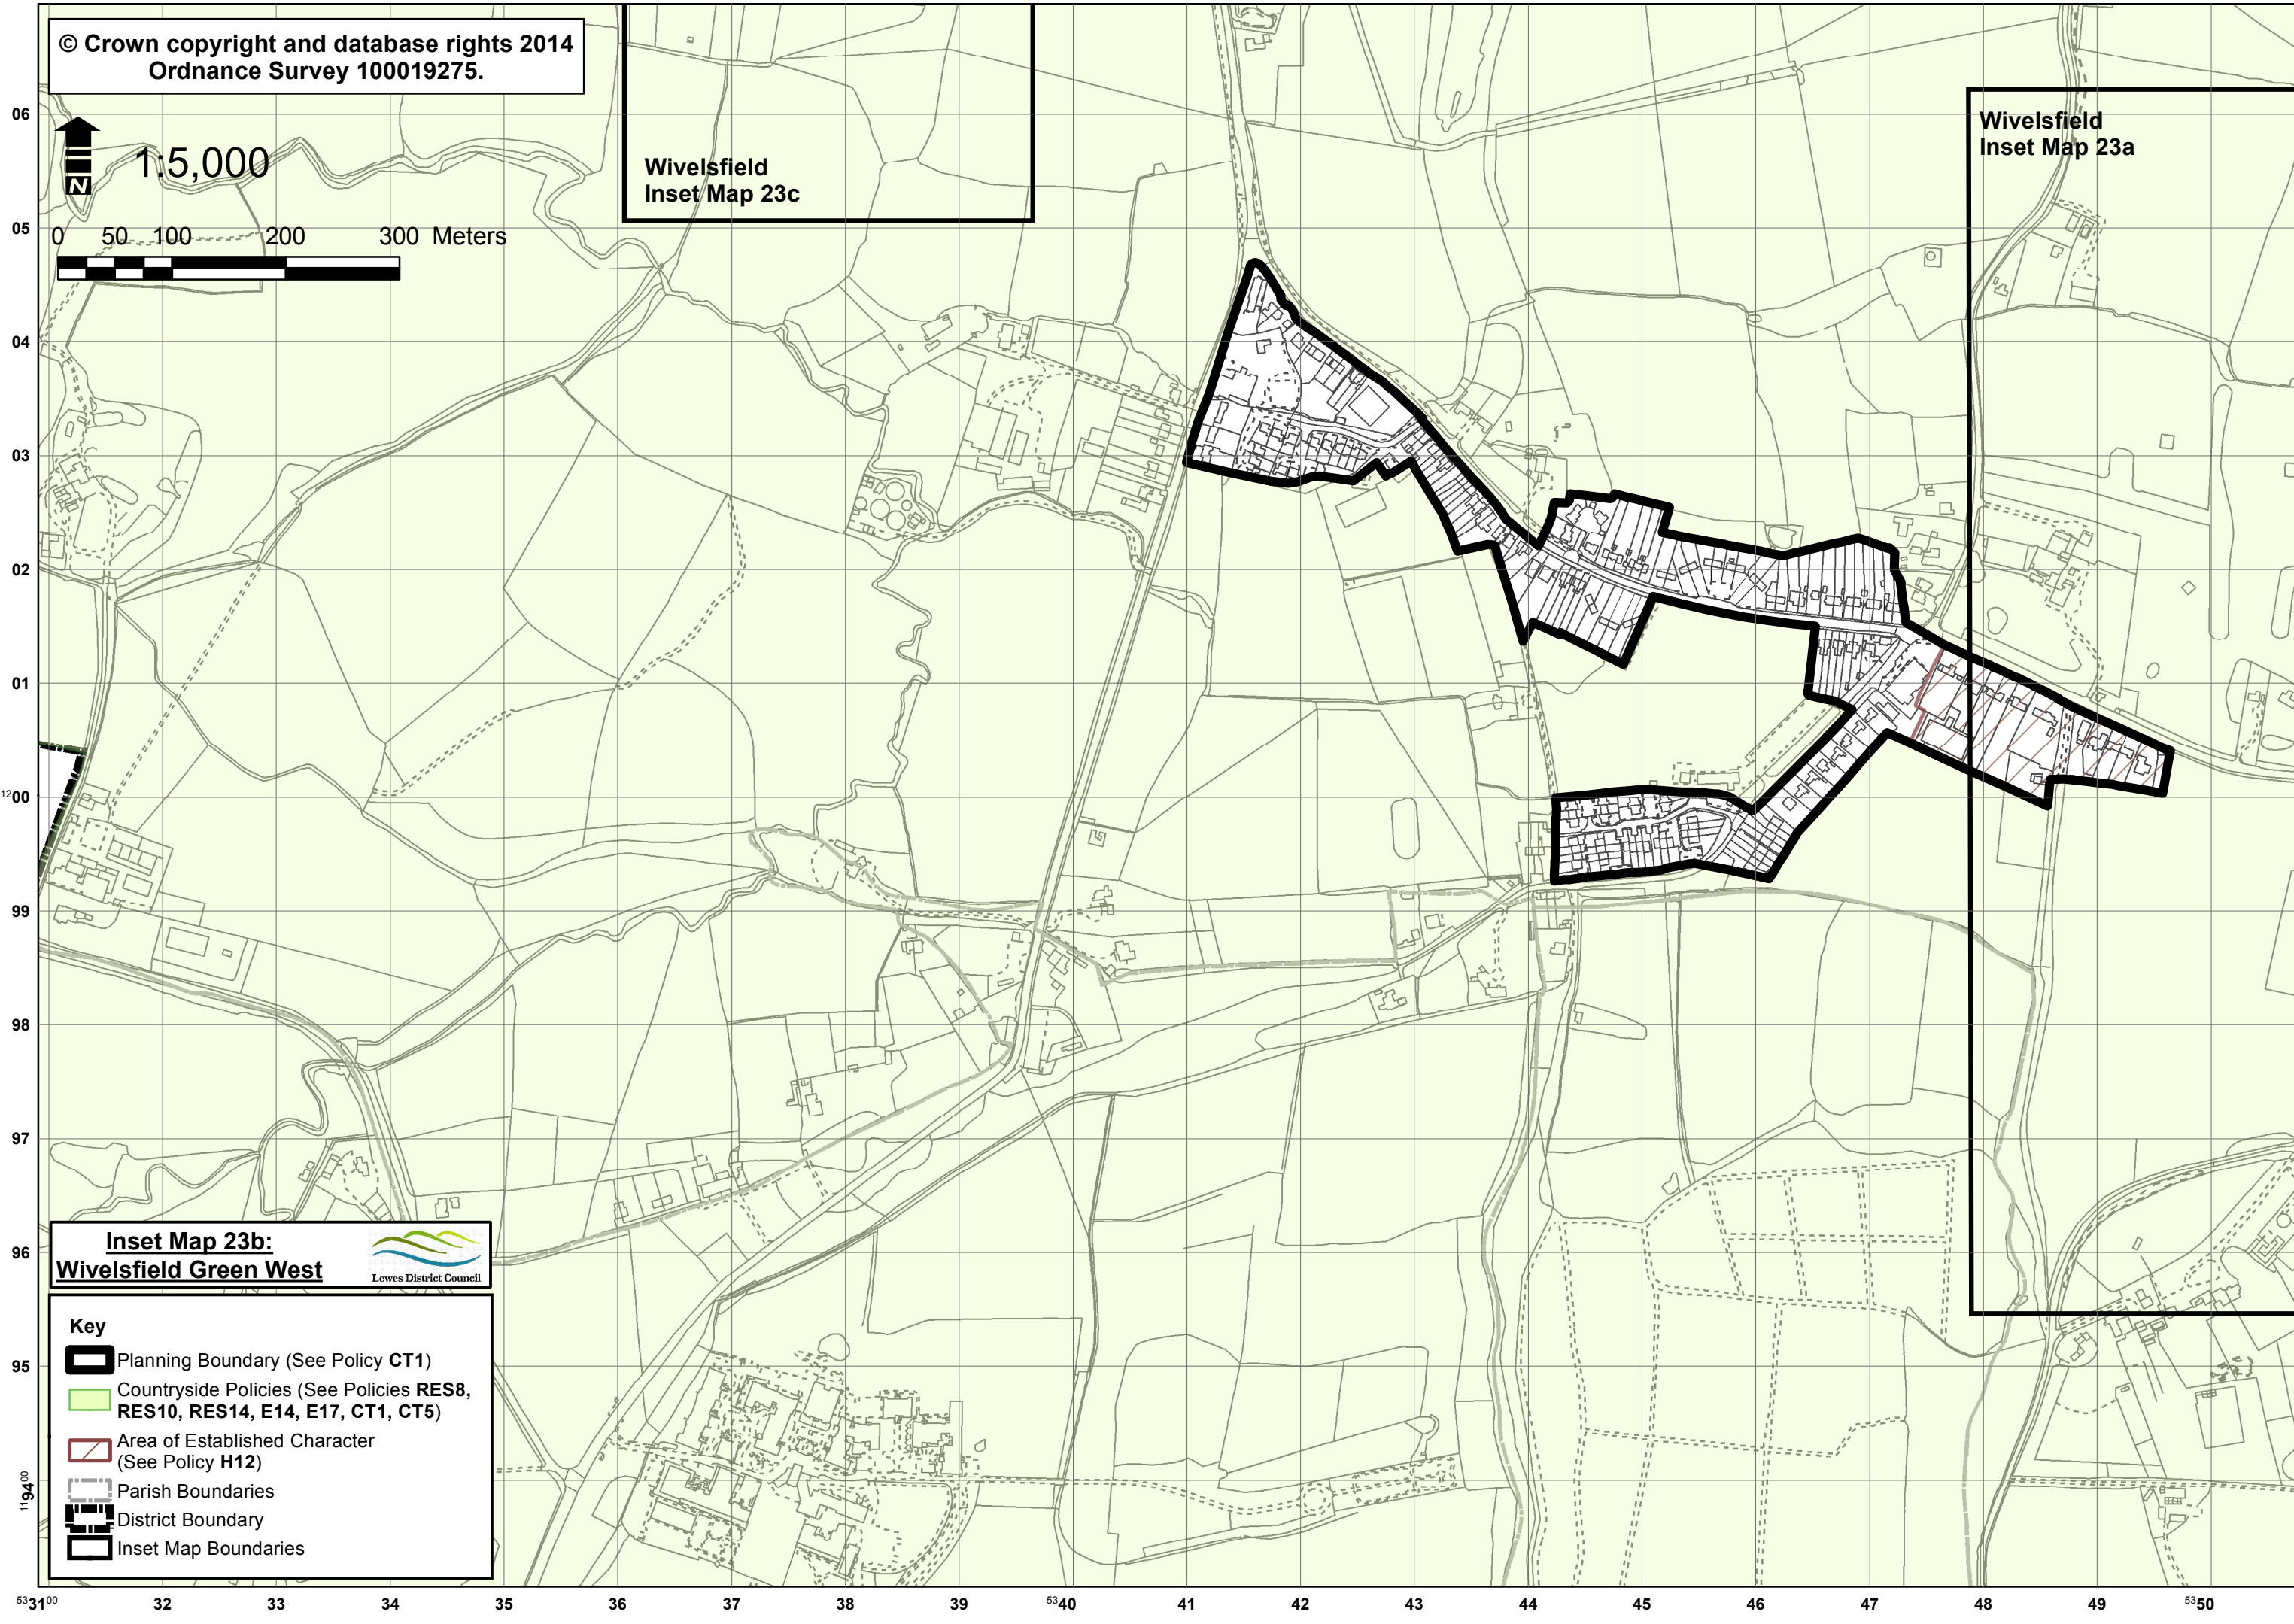 © Crown copyright and database rights 2014
Ordnance Survey 100019275.
N
1:5,000
0 50 100 200 300 Meters
Wivelsfield
Inset Map 23c
Wivelsfield
Inset Map 23a
06
05
04
03
02
01
1200
99
98
97
96
95
119400
Inset Map 23b:
Wivelsfield Green West
Lewes District Council
Key
Planning Boundary (See Policy CT1)
Countryside Policies (See Policies RES8,
RES10, RES14, E14, E17, CT1, CT5)
Area of Established Character
(See Policy H12)
Parish Boundaries
District Boundary
Inset Map Boundaries
533100 32 33 34 35 36 37 38 39 5340 41 42 43 44 45 46 47 48 49 5350